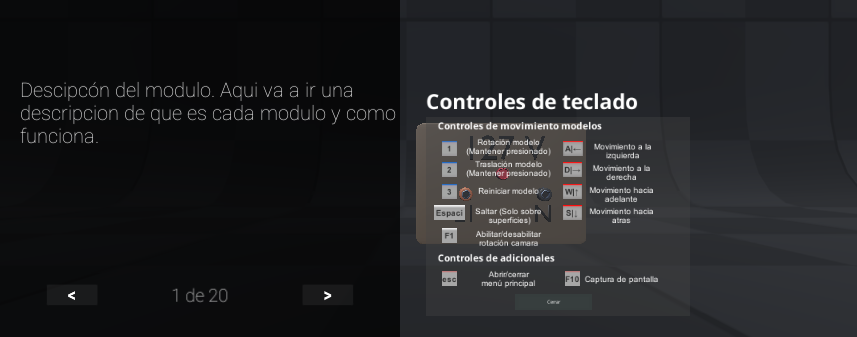 Descipcón del modulo. Aqui va a ir una
descripcion de que es cada modulo y como
funciona.
<
1 de 20
>
Controles de teclado
Controles de movimiento modelos
1
Rotación modelo
(Mantener presionado)
A|←
Movimiento a la
izquierda
2
Traslación modelo
(Mantener presionado)
D|→
Movimiento a la
derecha
3
Reiniciar modelo
W|↑
Movimiento hacia
adelante
Espaci
Saltar (Solo sobre
superficies)
S|↓
Movimiento hacia
atras
F1
Abilitar/desabilitar
rotación camara
Controles de adicionales
esc
Abrir/cerrar
menú principal
F10
Captura de pantalla
Cerrar